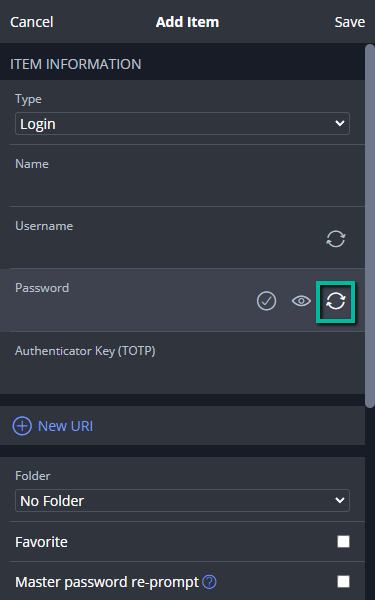 Cancel Add Item Save
ITEM INFORMATION
Type
Login
Name
Username
Password
Authenticator Key (TOTP)
New URI
Folder
No Folder
Favorite
Master password re-prompt ?